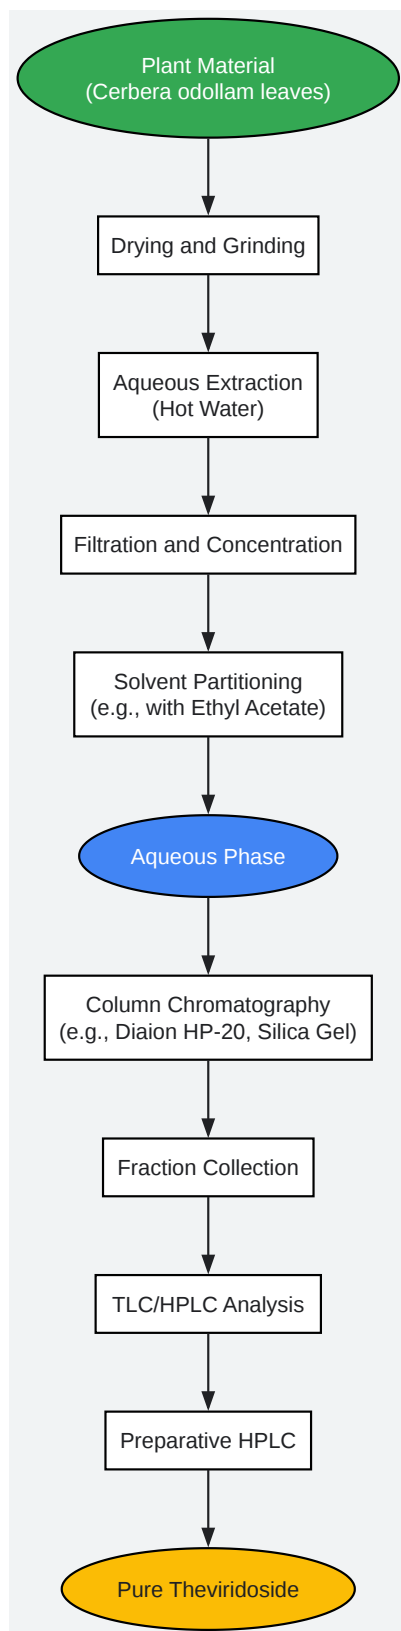 Plant Material
(Cerbera odollam leaves)
Drying and Grinding
Aqueous Extraction
(Hot Water)
Filtration and Concentration
Solvent Partitioning
(e.g., with Ethyl Acetate)
Aqueous Phase
Column Chromatography
(e.g., Diaion HP-20, Silica Gel)
Fraction Collection
TLC/HPLC Analysis
Preparative HPLC
Pure Theviridoside